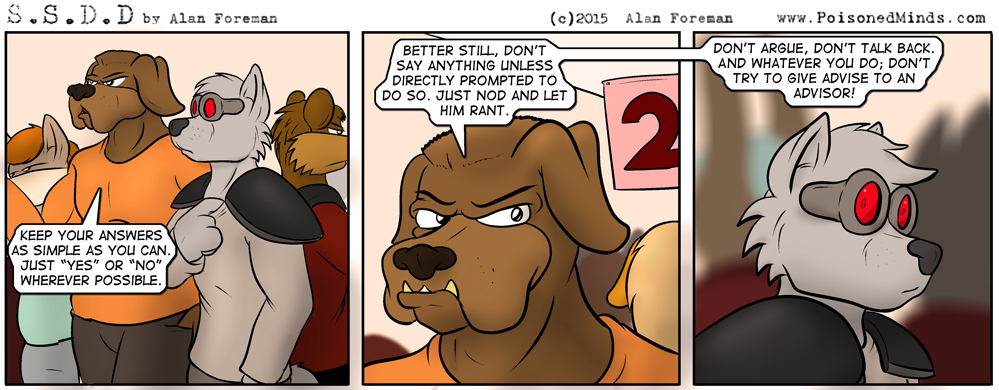 S.S.D.D by Alan Foreman (c)2015 Alan Foreman www.PoisonedMinds.com
KEEP YOUR ANSWERS
AS SIMPLE AS YOU CAN.
JUST “YES” OR “NO”
WHEREVER POSSIBLE.
BETTER STILL, DON'T
SAY ANYTHING UNLESS
DIRECTLY PROMPTED TO
DO SO. JUST NOD AND LET
HIM RANT.
2
DON'T ARGUE, DON'T TALK BACK.
AND WHATEVER YOU DO; DON'T
TRY TO GIVE ADVISE TO AN
ADVISOR!